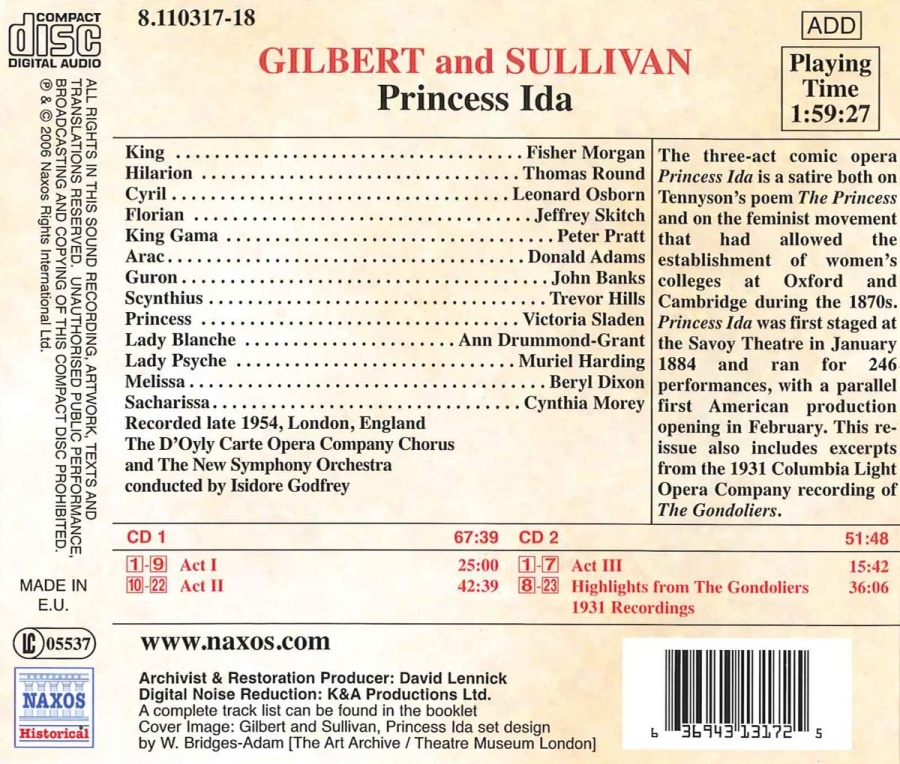 COMPACT
disc
DIGITAL AUDIO
8.110317-18
ADD
GILBERT and SULLIVAN
Princess Ida
Playing
Time
1:59:27
ALL RIGHTS IN THIS SOUND RECORDING, ARTWORK, TEXTS AND
TRANSLATIONS RESERVED. UNAUTHORISED PUBLIC PERFORMANCE,
BROADCASTING AND COPYING OF THIS COMPACT DISC PROHIBITED.
℗ & © 2006 Naxos Rights International Ltd.
King ........ Fisher Morgan
Hilarion ........ Thomas Round
Cyril ........ Leonard Osborn
Florian ........ Jeffrey Skitch
King Gama ........ Peter Pratt
Arac ........ Donald Adams
Guron ........ John Banks
Scynthius ........ Trevor Hills
Princess ........ Victoria Sladen
Lady Blanche ........ Ann Drummond-Grant
Lady Psyche ........ Muriel Harding
Melissa ........ Beryl Dixon
Sacharissa ........ Cynthia Morey
Recorded late 1954, London, England
The D'Oyly Carte Opera Company Chorus
and The New Symphony Orchestra
conducted by Isidore Godfrey
The three-act comic opera
Princess Ida is a satire both on
Tennyson's poem The Princess
and on the feminist movement
that had allowed the
establishment of women's
colleges at Oxford and
Cambridge during the 1870s.
Princess Ida was first staged at
the Savoy Theatre in January
1884 and ran for 246
performances, with a parallel
first American production
opening in February. This re-
issue also includes excerpts
from the 1931 Columbia Light
Opera Company recording of
The Gondoliers.
CD 1 67:39
1-9 Act I 25:00
10-22 Act II 42:39
CD 2 51:48
1-7 Act III 15:42
8-23 Highlights from The Gondoliers 36:06
1931 Recordings
MADE IN
E.U.
LC 05537
NAXOS
Historical
www.naxos.com
Archivist & Restoration Producer: David Lennick
Digital Noise Reduction: K&A Productions Ltd.
A complete track list can be found in the booklet
Cover Image: Gilbert and Sullivan, Princess Ida set design
by W. Bridges-Adam [The Art Archive / Theatre Museum London]
6 36943 13172 5